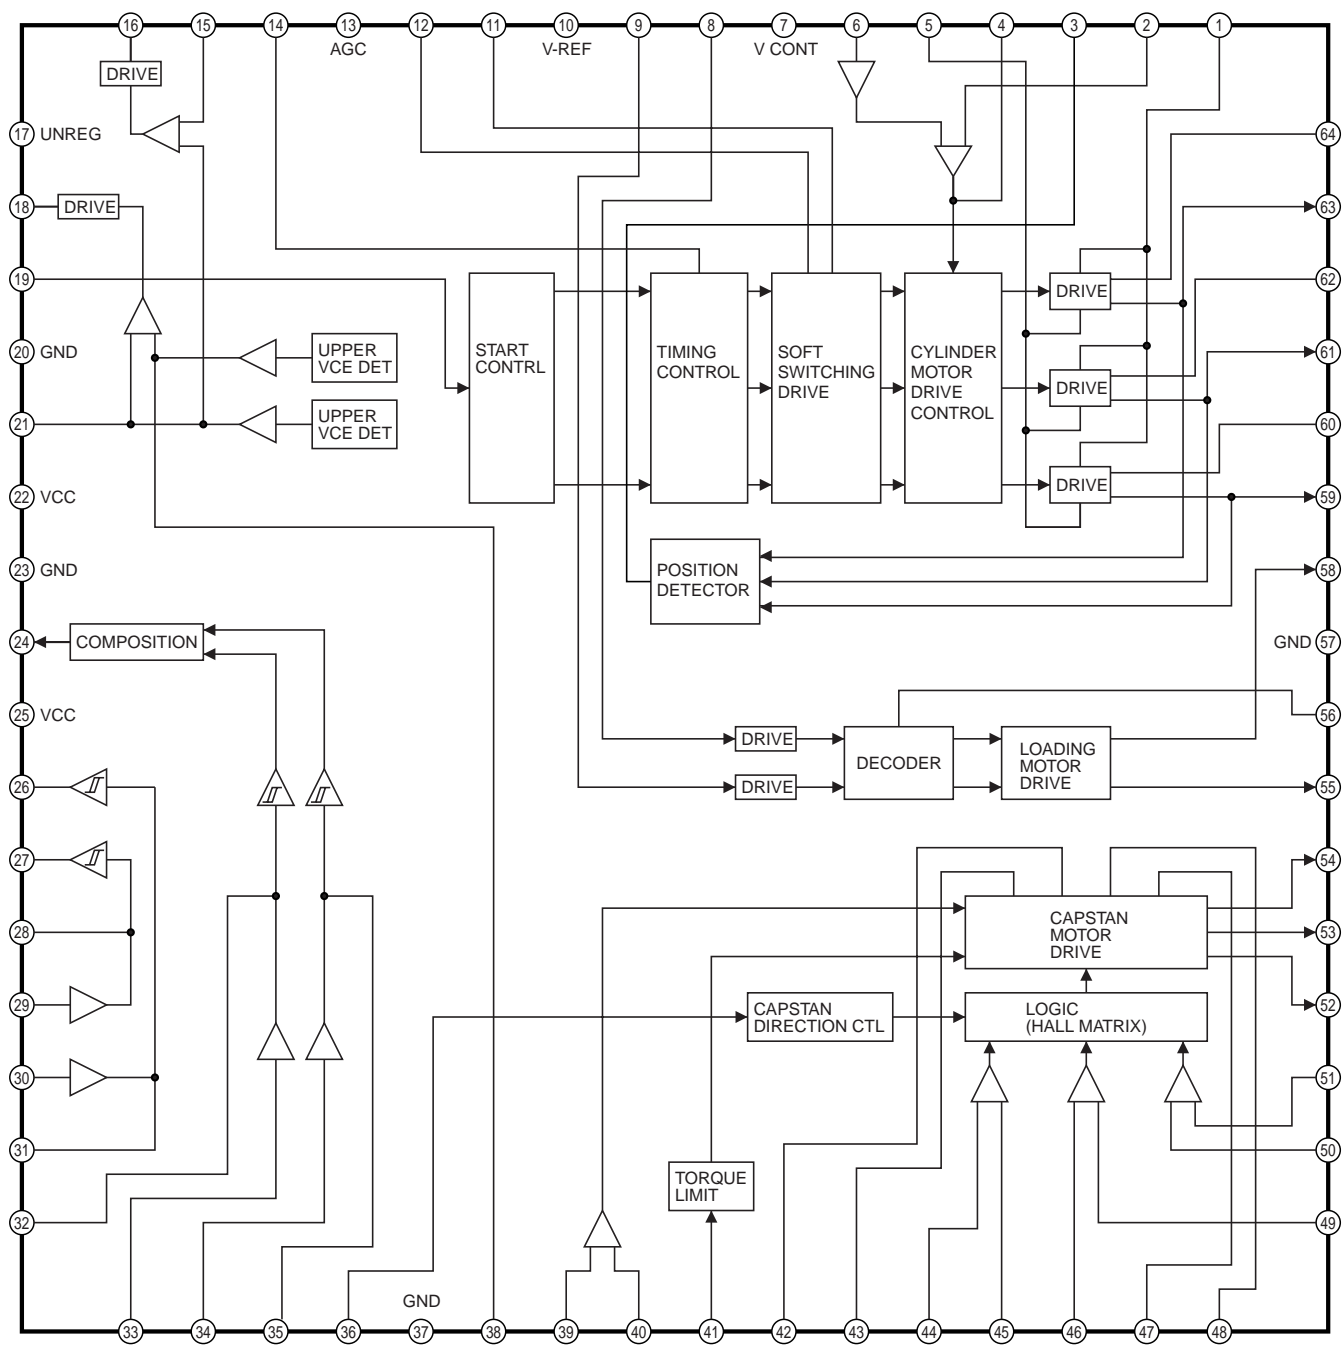 16 15 14 13 12 11 10 9 8 7 6 5 4 3 2 1
AGC V-REF V CONT
DRIVE
17 UNREG
64
18 DRIVE
63
19
62
DRIVE
START
CONTRL
TIMING
CONTROL
SOFT
SWITCHING
DRIVE
CYLINDER
MOTOR
DRIVE
CONTROL
20 GND
UPPER
VCE DET
61
DRIVE
21
UPPER
VCE DET
60
DRIVE
22 VCC
59
23 GND
POSITION
DETECTOR
58
24 COMPOSITION
GND 57
25 VCC
56
DRIVE
DECODER
LOADING
MOTOR
DRIVE
26
DRIVE
55
27
54
28
CAPSTAN
MOTOR
DRIVE
53
29
CAPSTAN
DIRECTION CTL
LOGIC
(HALL MATRIX)
52
30
51
31
50
TORQUE
LIMIT
32
49
GND
33 34 35 36 37 38 39 40 41 42 43 44 45 46 47 48